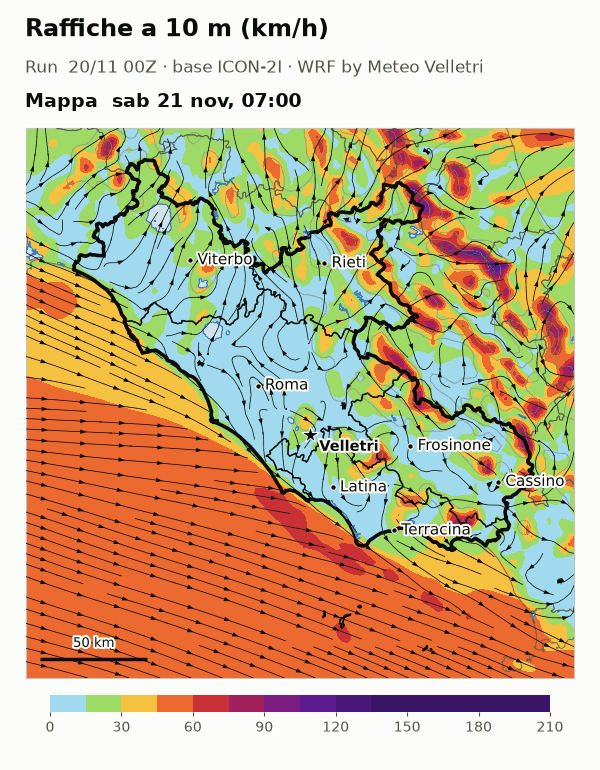 Raffiche a 10 m (km/h)
Run  20/11 00Z · base ICON-2I · WRF by Meteo Velletri
Mappa  sab 21 nov, 07:00
Viterbo
Rieti
Roma
Velletri
Frosinone
Cassino
Latina
Terracina
50 km
0 30 60 90 120 150 180 210